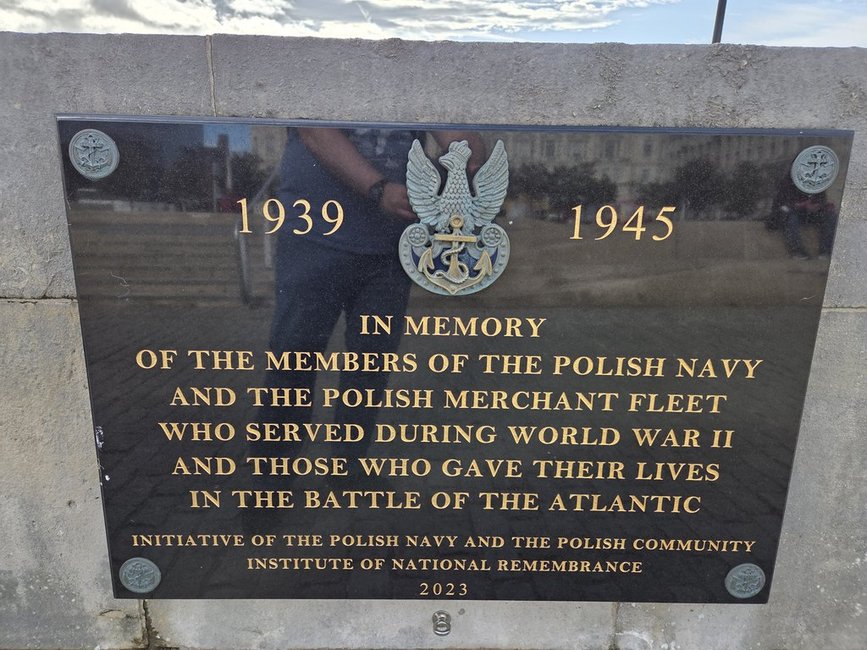 1939 1945
IN MEMORY
OF THE MEMBERS OF THE POLISH NAVY
AND THE POLISH MERCHANT FLEET
WHO SERVED DURING WORLD WAR II
AND THOSE WHO GAVE THEIR LIVES
IN THE BATTLE OF THE ATLANTIC
INITIATIVE OF THE POLISH NAVY AND THE POLISH COMMUNITY
INSTITUTE OF NATIONAL REMEMBRANCE
2023